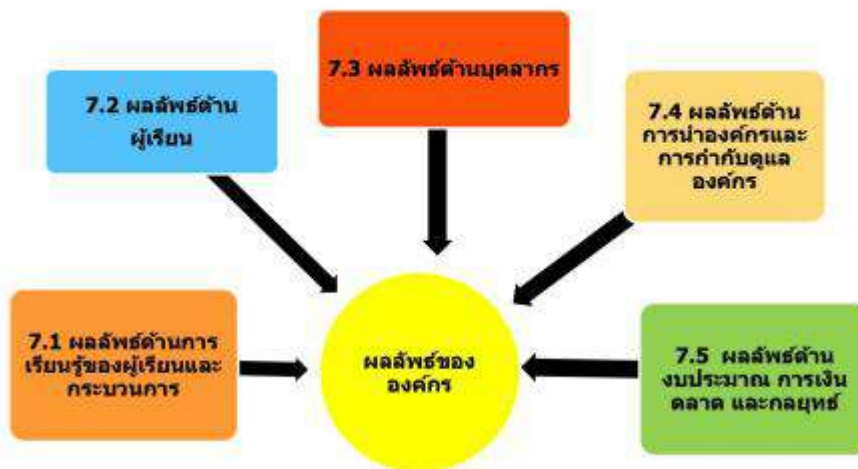 7.3 ผลลัพธ์ด้านบุคลากร
7.2 ผลลัพธ์ด้าน
ผู้เรียน
7.4 ผลลัพธ์ด้าน
การนำองค์กรและ
การกำกับดูแล
องค์กร
7.1 ผลลัพธ์ด้านการ
เรียนรู้ของผู้เรียนและ
กระบวนการ
ผลลัพธ์ของ
องค์กร
7.5 ผลลัพธ์ด้าน
งบประมาณ การเงิน
ตลาด และกลยุทธ์